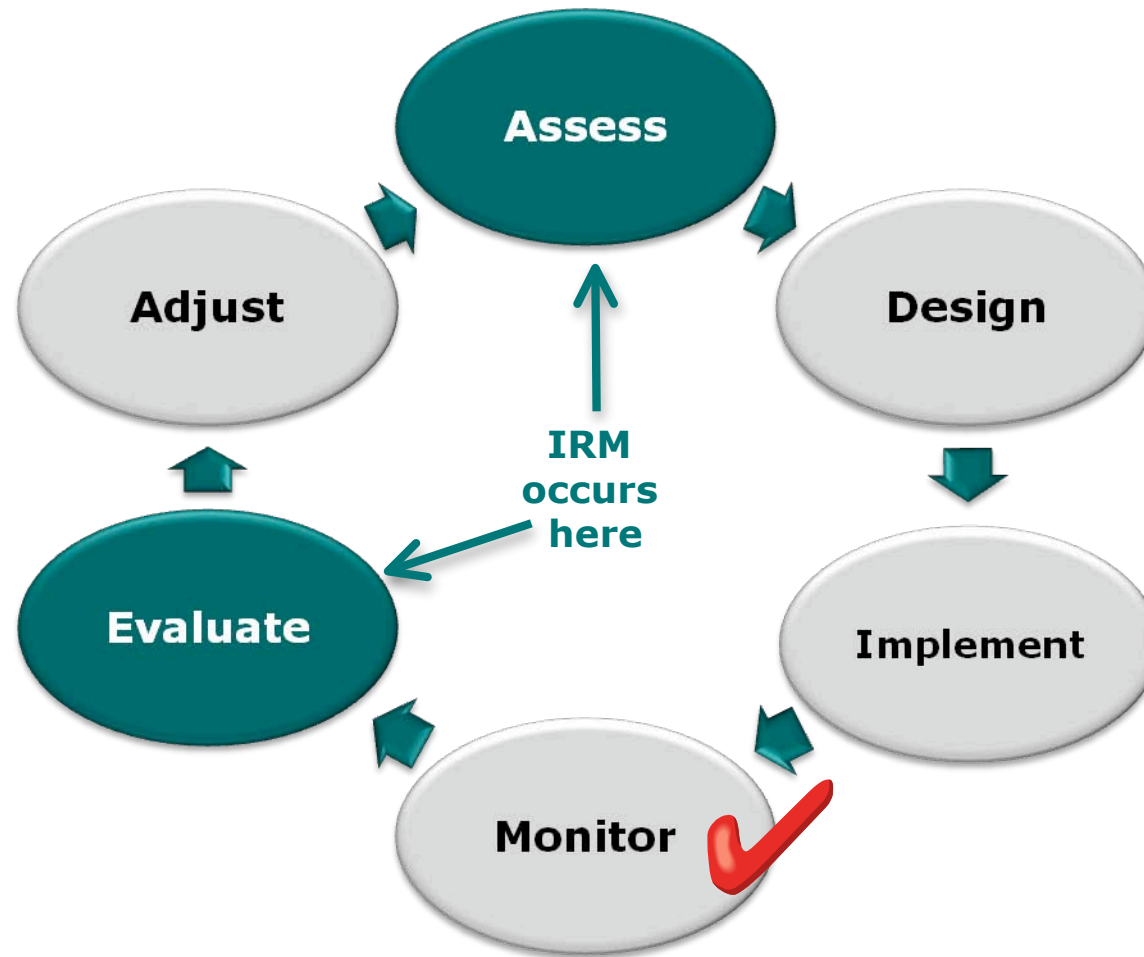 Assess
Adjust
Design
IRM
occurs
here
Evaluate
Implement
Monitor